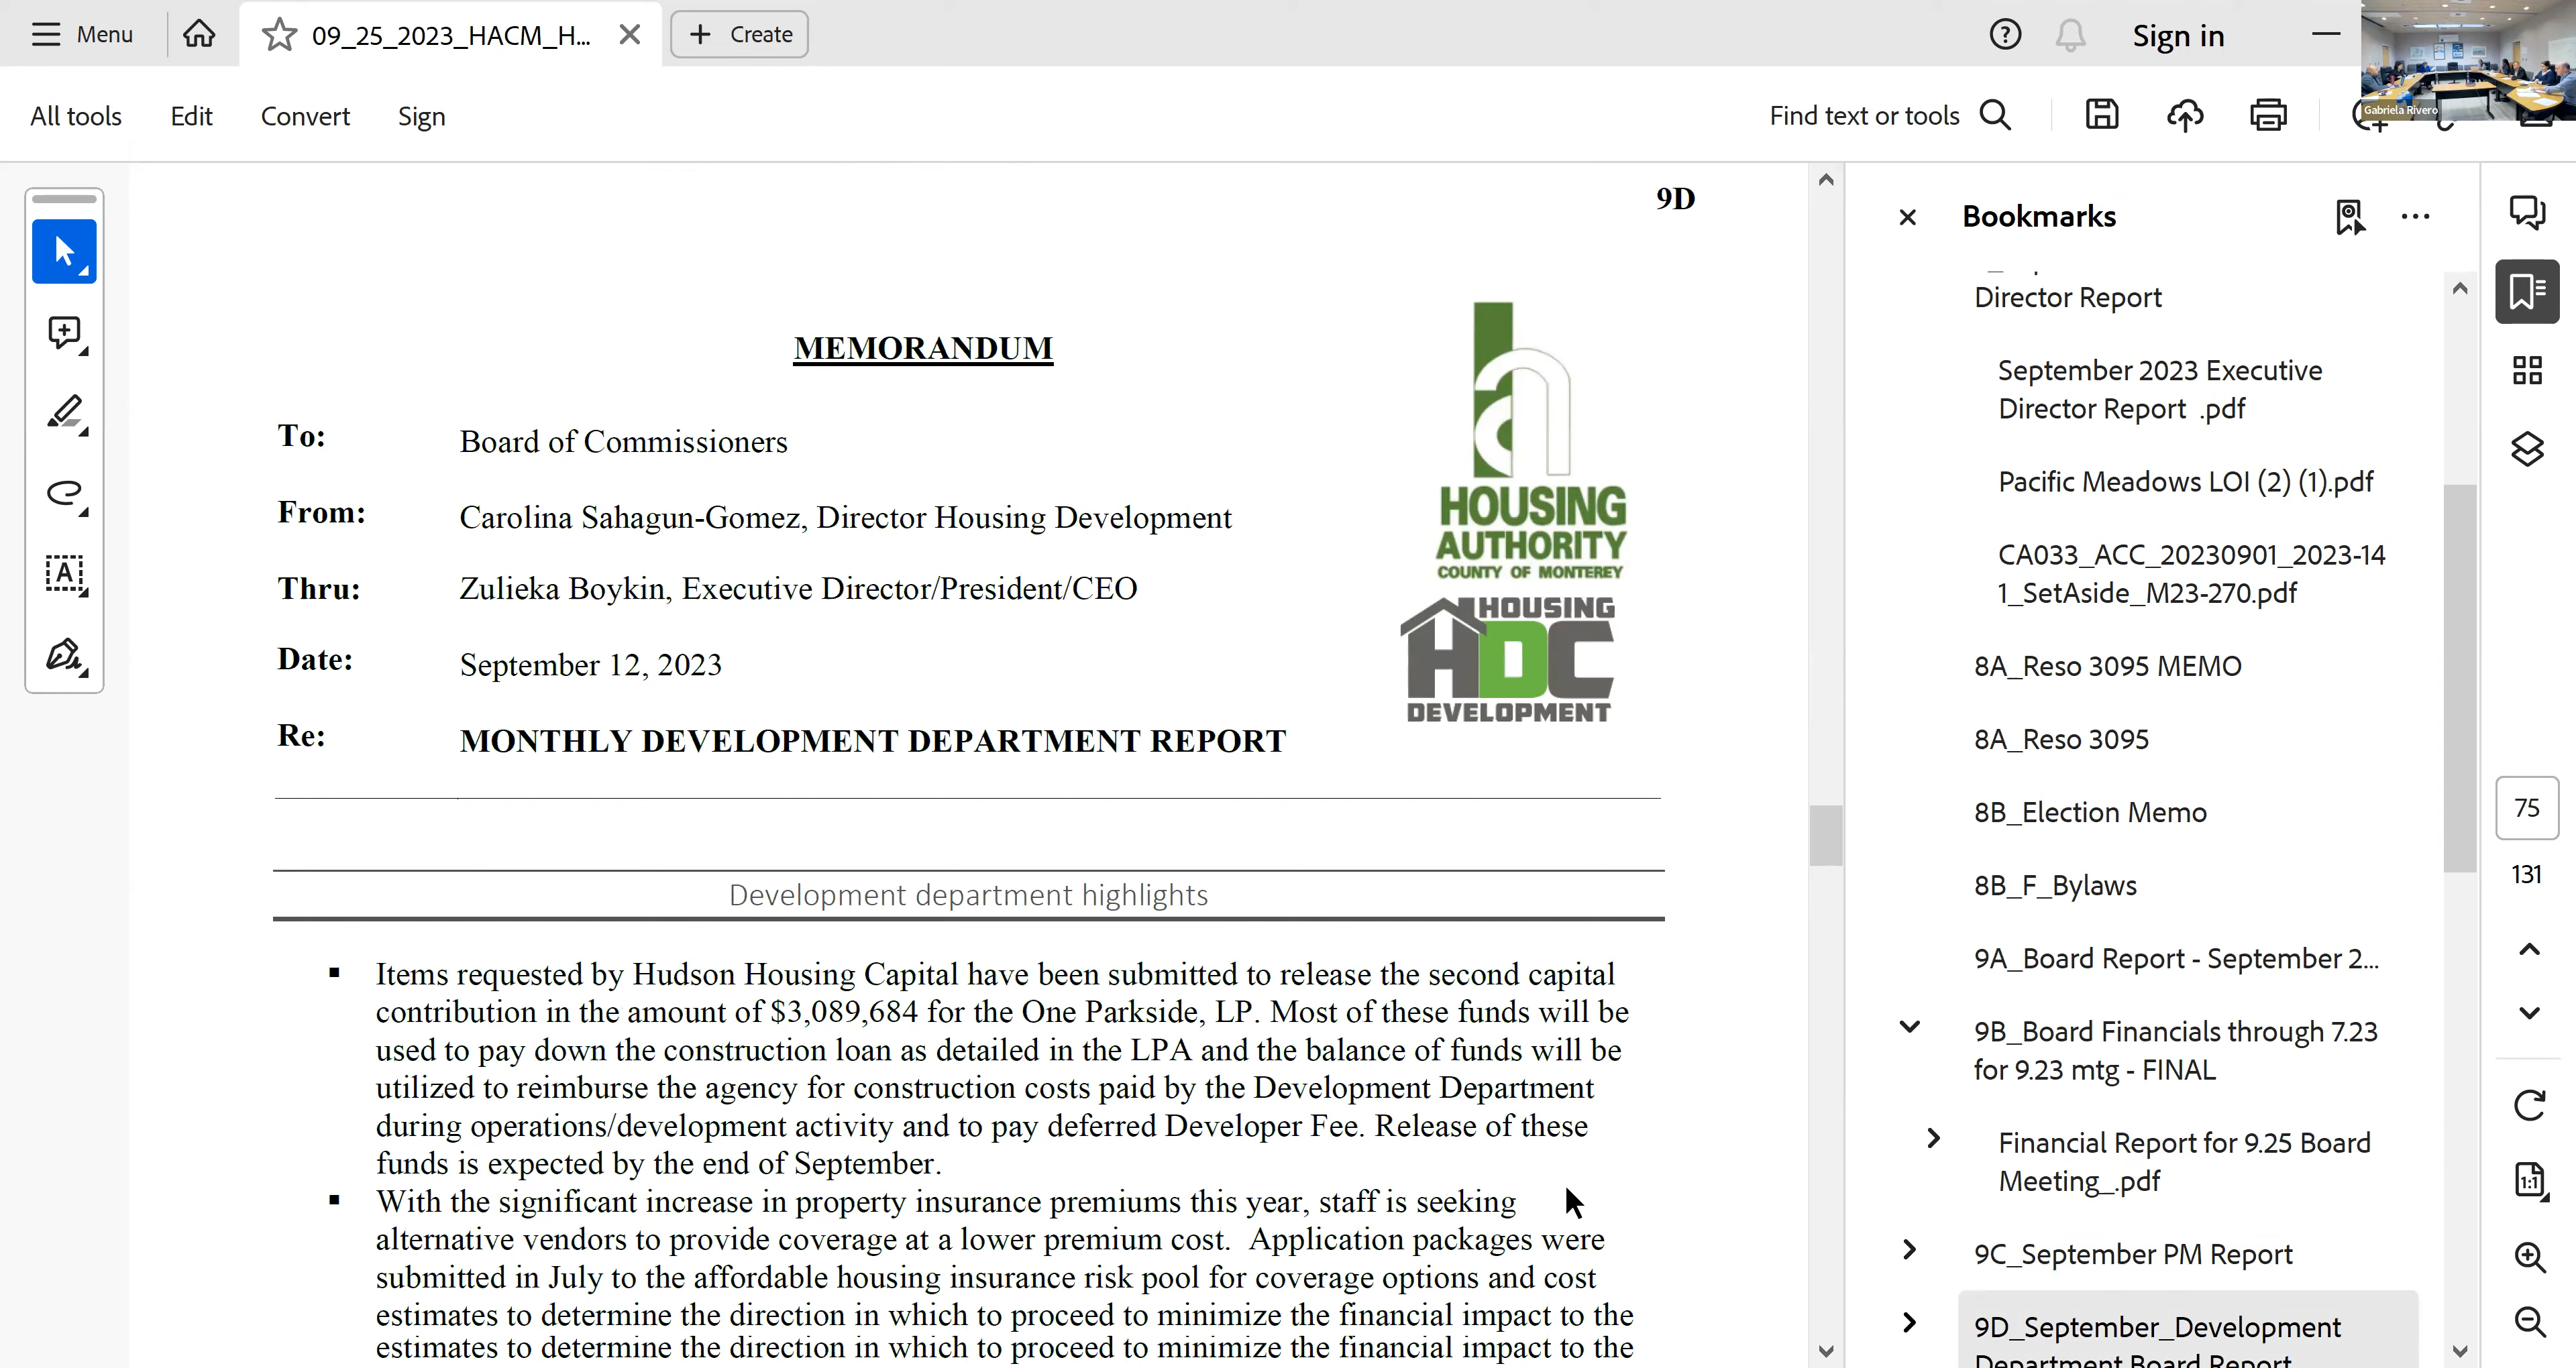 Menu
09_25_2023_HACM_H...
Create
Sign in
Gabriela Rivero
All tools
Edit
Convert
Sign
Find text or tools
9D
MEMORANDUM
To: Board of Commissioners
From: Carolina Sahagun-Gomez, Director Housing Development
Thru: Zulieka Boykin, Executive Director/President/CEO
Date: September 12, 2023
Re: MONTHLY DEVELOPMENT DEPARTMENT REPORT
HOUSING
AUTHORITY
COUNTY OF MONTEREY
HOUSING
HDC
DEVELOPMENT
Development department highlights
▪ Items requested by Hudson Housing Capital have been submitted to release the second capital
contribution in the amount of $3,089,684 for the One Parkside, LP. Most of these funds will be
used to pay down the construction loan as detailed in the LPA and the balance of funds will be
utilized to reimburse the agency for construction costs paid by the Development Department
during operations/development activity and to pay deferred Developer Fee. Release of these
funds is expected by the end of September.
▪ With the significant increase in property insurance premiums this year, staff is seeking
alternative vendors to provide coverage at a lower premium cost. Application packages were
submitted in July to the affordable housing insurance risk pool for coverage options and cost
estimates to determine the direction in which to proceed to minimize the financial impact to the
estimates to determine the direction in which to proceed to minimize the financial impact to the
Bookmarks
Director Report
September 2023 Executive
Director Report .pdf
Pacific Meadows LOI (2) (1).pdf
CA033_ACC_20230901_2023-14
1_SetAside_M23-270.pdf
8A_Reso 3095 MEMO
8A_Reso 3095
8B_Election Memo
8B_F_Bylaws
9A_Board Report - September 2...
9B_Board Financials through 7.23
for 9.23 mtg - FINAL
Financial Report for 9.25 Board
Meeting_.pdf
9C_September PM Report
9D_September_Development
Department Board Report
75
131
1:1